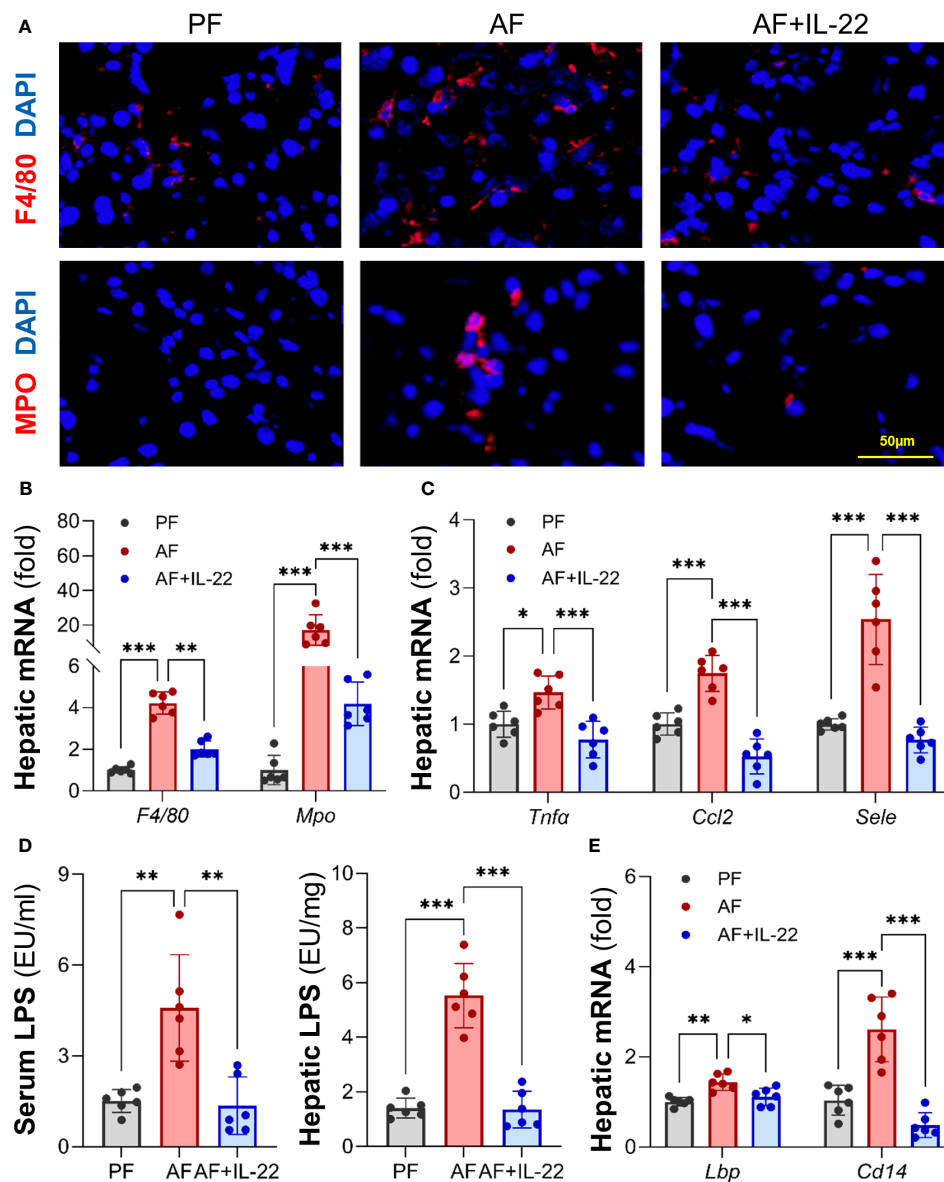 A
PF
AF
AF+IL-22
F4/80 DAPI
MPO DAPI
50μm
B
Hepatic mRNA (fold)
80
60
40
20
6
4
2
0
PF
AF
AF+IL-22
***
**
***
***
F4/80
Mpo
C
Hepatic mRNA (fold)
4
3
2
1
0
PF
AF
AF+IL-22
*
***
***
***
***
***
Tnfα
Ccl2
Sele
D
Serum LPS (EU/ml)
9
6
3
0
**
**
PF
AF
AF+IL-22
Hepatic LPS (EU/mg)
10
8
6
4
2
0
***
***
PF
AF
AF+IL-22
E
Hepatic mRNA (fold)
6
4
2
0
PF
AF
AF+IL-22
**
*
***
***
Lbp
Cd14